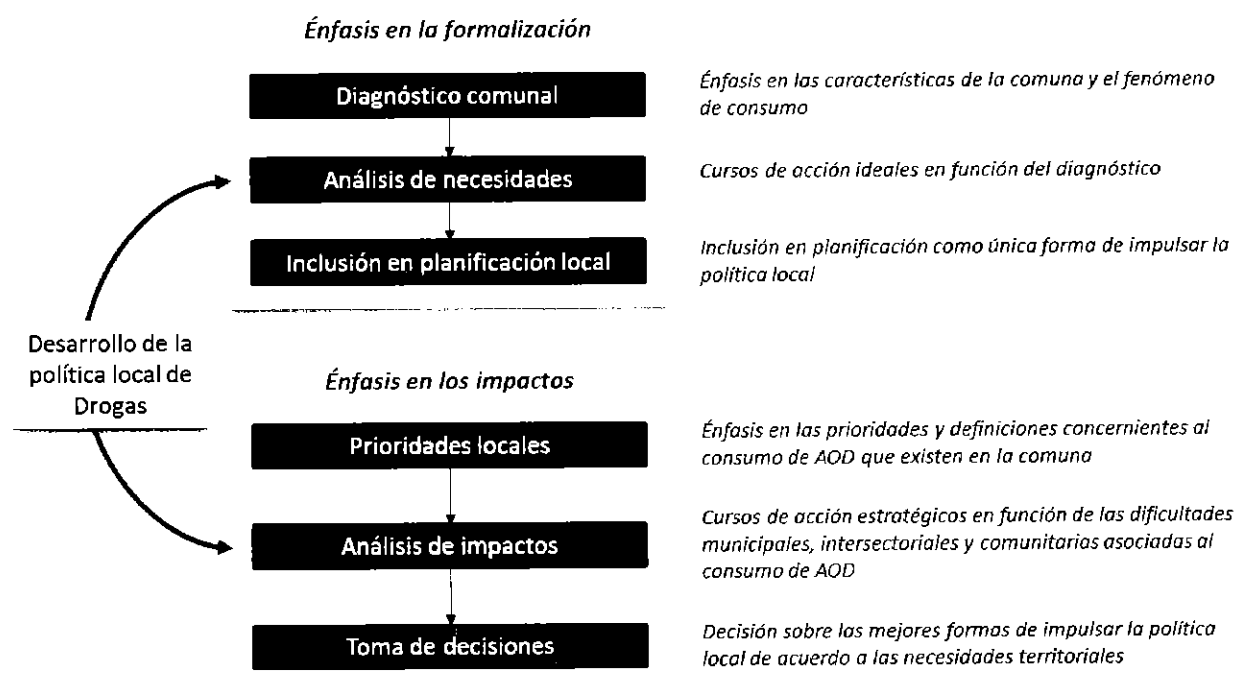 Énfasis en la formalización
Diagnóstico comunal
Énfasis en las características de la comuna y el fenómeno
de consumo
Análisis de necesidades
Cursos de acción ideales en función del diagnóstico
Inclusión en planificación local
Inclusión en planificación como única forma de impulsar la
política local
Desarrollo de la
política local de
Drogas
Énfasis en los impactos
Prioridades locales
Énfasis en las prioridades y definiciones concernientes al
consumo de AOD que existen en la comuna
Análisis de impactos
Cursos de acción estratégicos en función de las dificultades
municipales, intersectoriales y comunitarias asociadas al
consumo de AOD
Toma de decisiones
Decisión sobre las mejores formas de impulsar la política
local de acuerdo a las necesidades territoriales